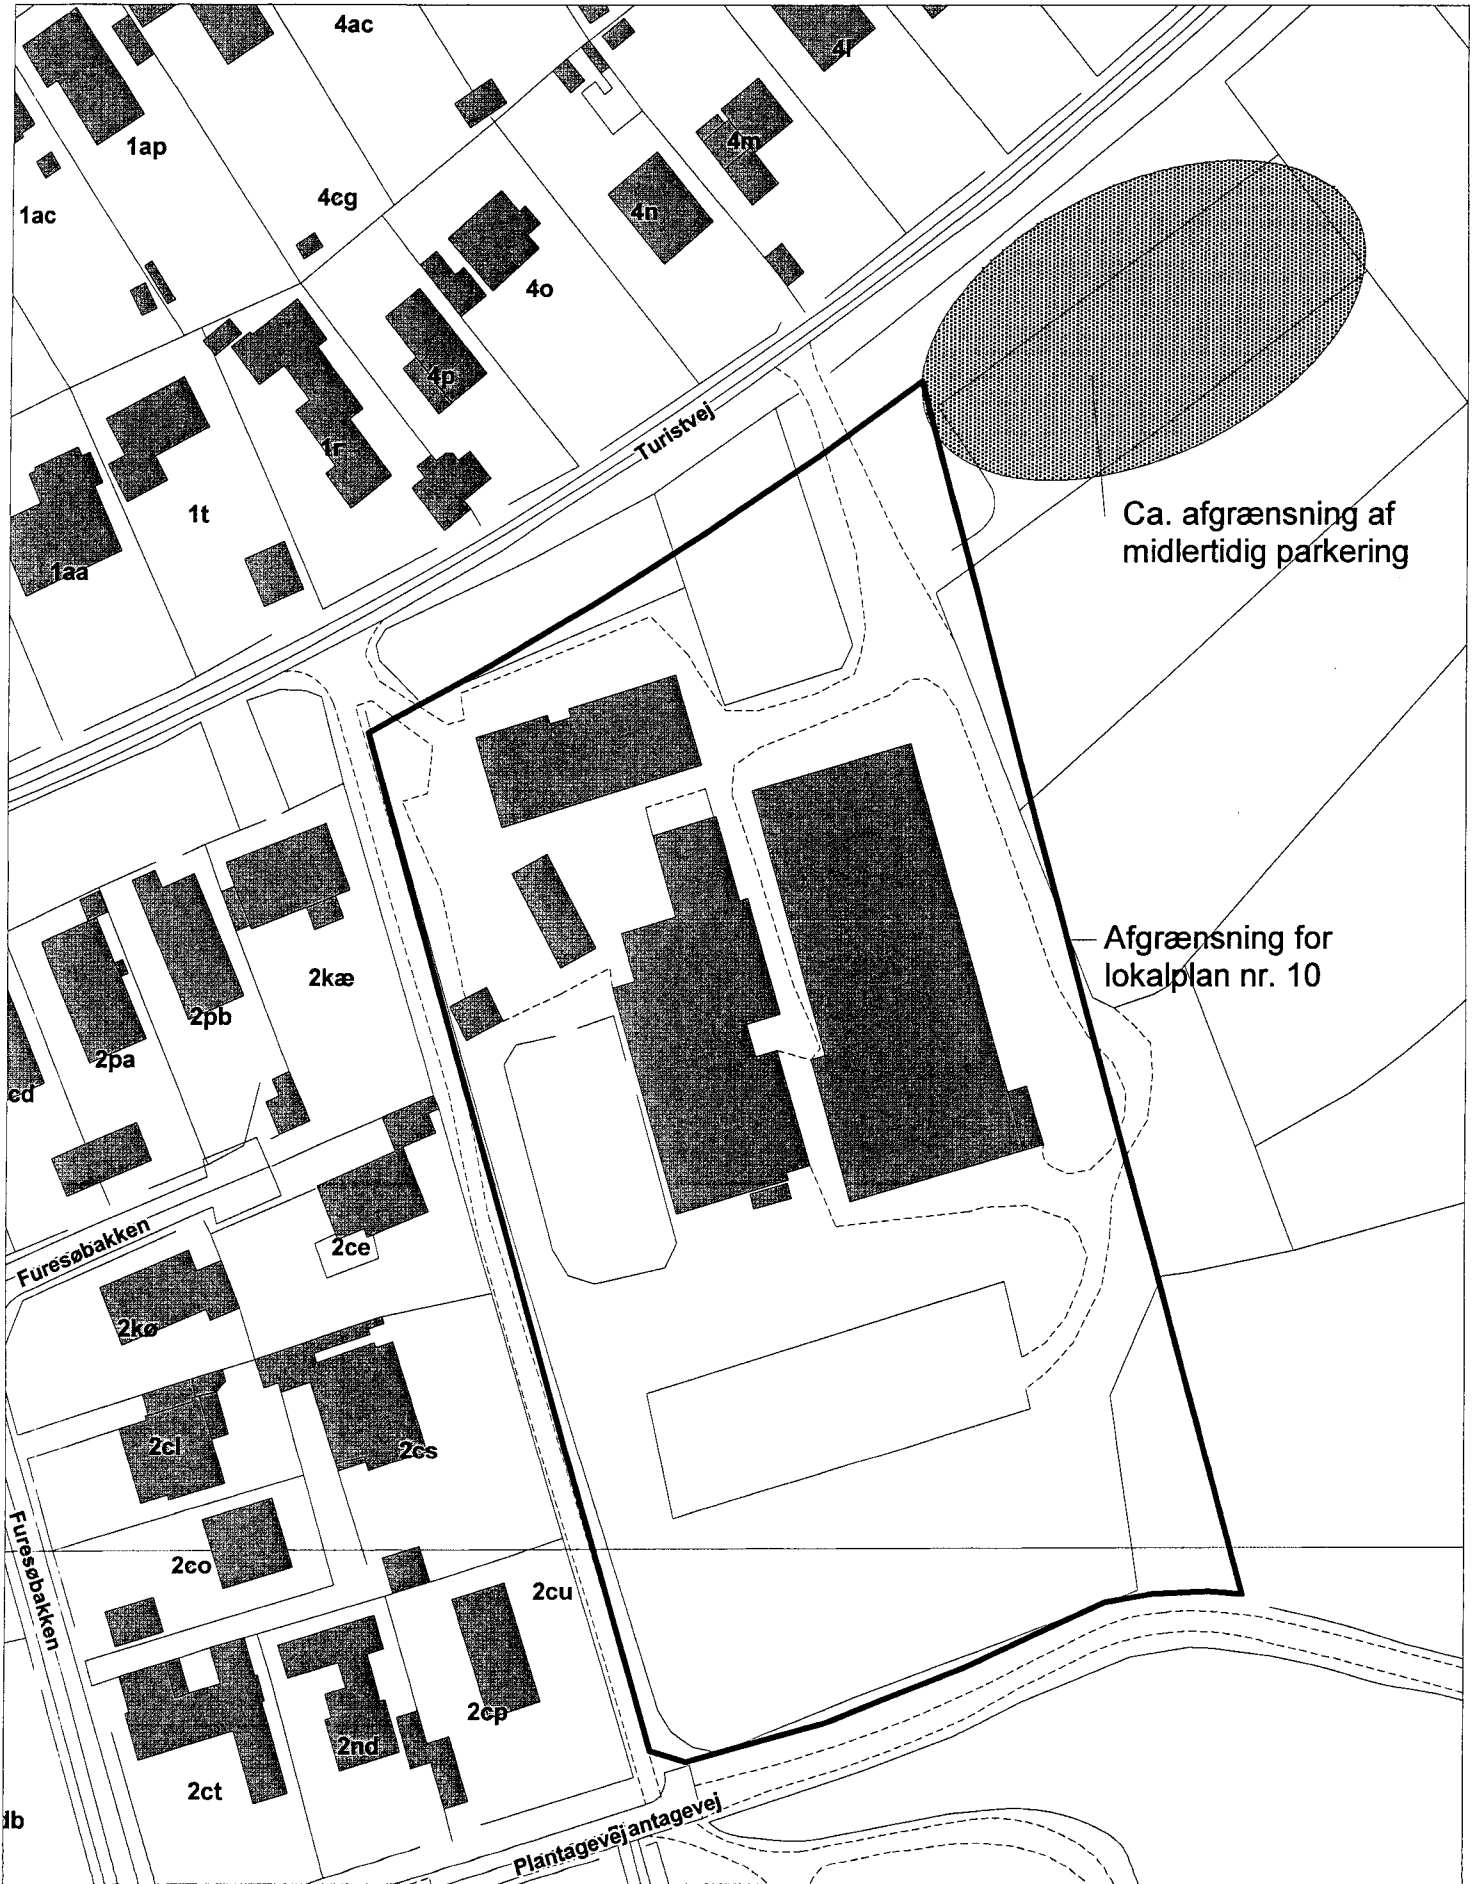 4ac
4l
1ap
4m
4cg
4n
1ac
4o
4p
Turistvej
1r
1t
Ca. afgrænsning af
midlertidig parkering
1aa
Afgrænsning for
lokalplan nr. 10
2kæ
2pb
2pa
cd
Furesøbakken
2ce
2kø
2cl
2cs
Furesøbakken
2co
2cu
2cp
2nd
2ct
db
Plantagevej